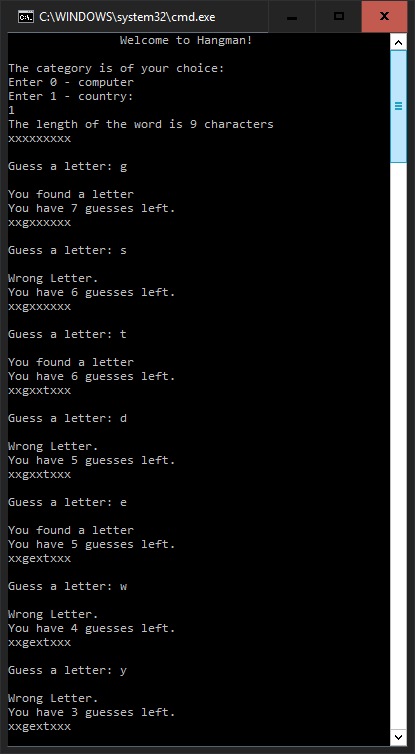 C:\WINDOWS\system32\cmd.exe
Welcome to Hangman!
The category is of your choice:
Enter 0 - computer
Enter 1 - country:
1
The length of the word is 9 characters
xxxxxxxxx
Guess a letter: g
You found a letter
You have 7 guesses left.
xxgxxxxxx
Guess a letter: s
Wrong Letter.
You have 6 guesses left.
xxgxxxxxx
Guess a letter: t
You found a letter
You have 6 guesses left.
xxgxxtxxx
Guess a letter: d
Wrong Letter.
You have 5 guesses left.
xxgxxtxxx
Guess a letter: e
You found a letter
You have 5 guesses left.
xxgextxxx
Guess a letter: w
Wrong Letter.
You have 4 guesses left.
xxgextxxx
Guess a letter: y
Wrong Letter.
You have 3 guesses left.
xxgextxxx